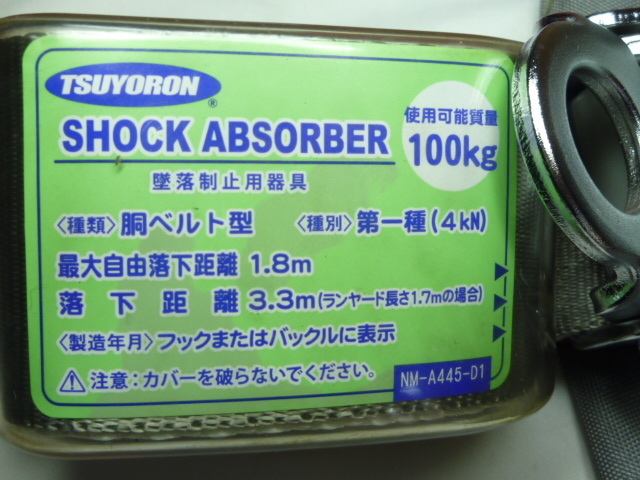 TSUYORON®
SHOCK ABSORBER
使用可能質量
100kg
墜落制止用器具
〈種類〉胴ベルト型 〈種別〉第一種(4kN)
最大自由落下距離 1.8m
落下距離 3.3m(ランヤード長さ1.7mの場合)
〈製造年月〉フックまたはバックルに表示
注意:カバーを破らないでください。
NM-A445-D1